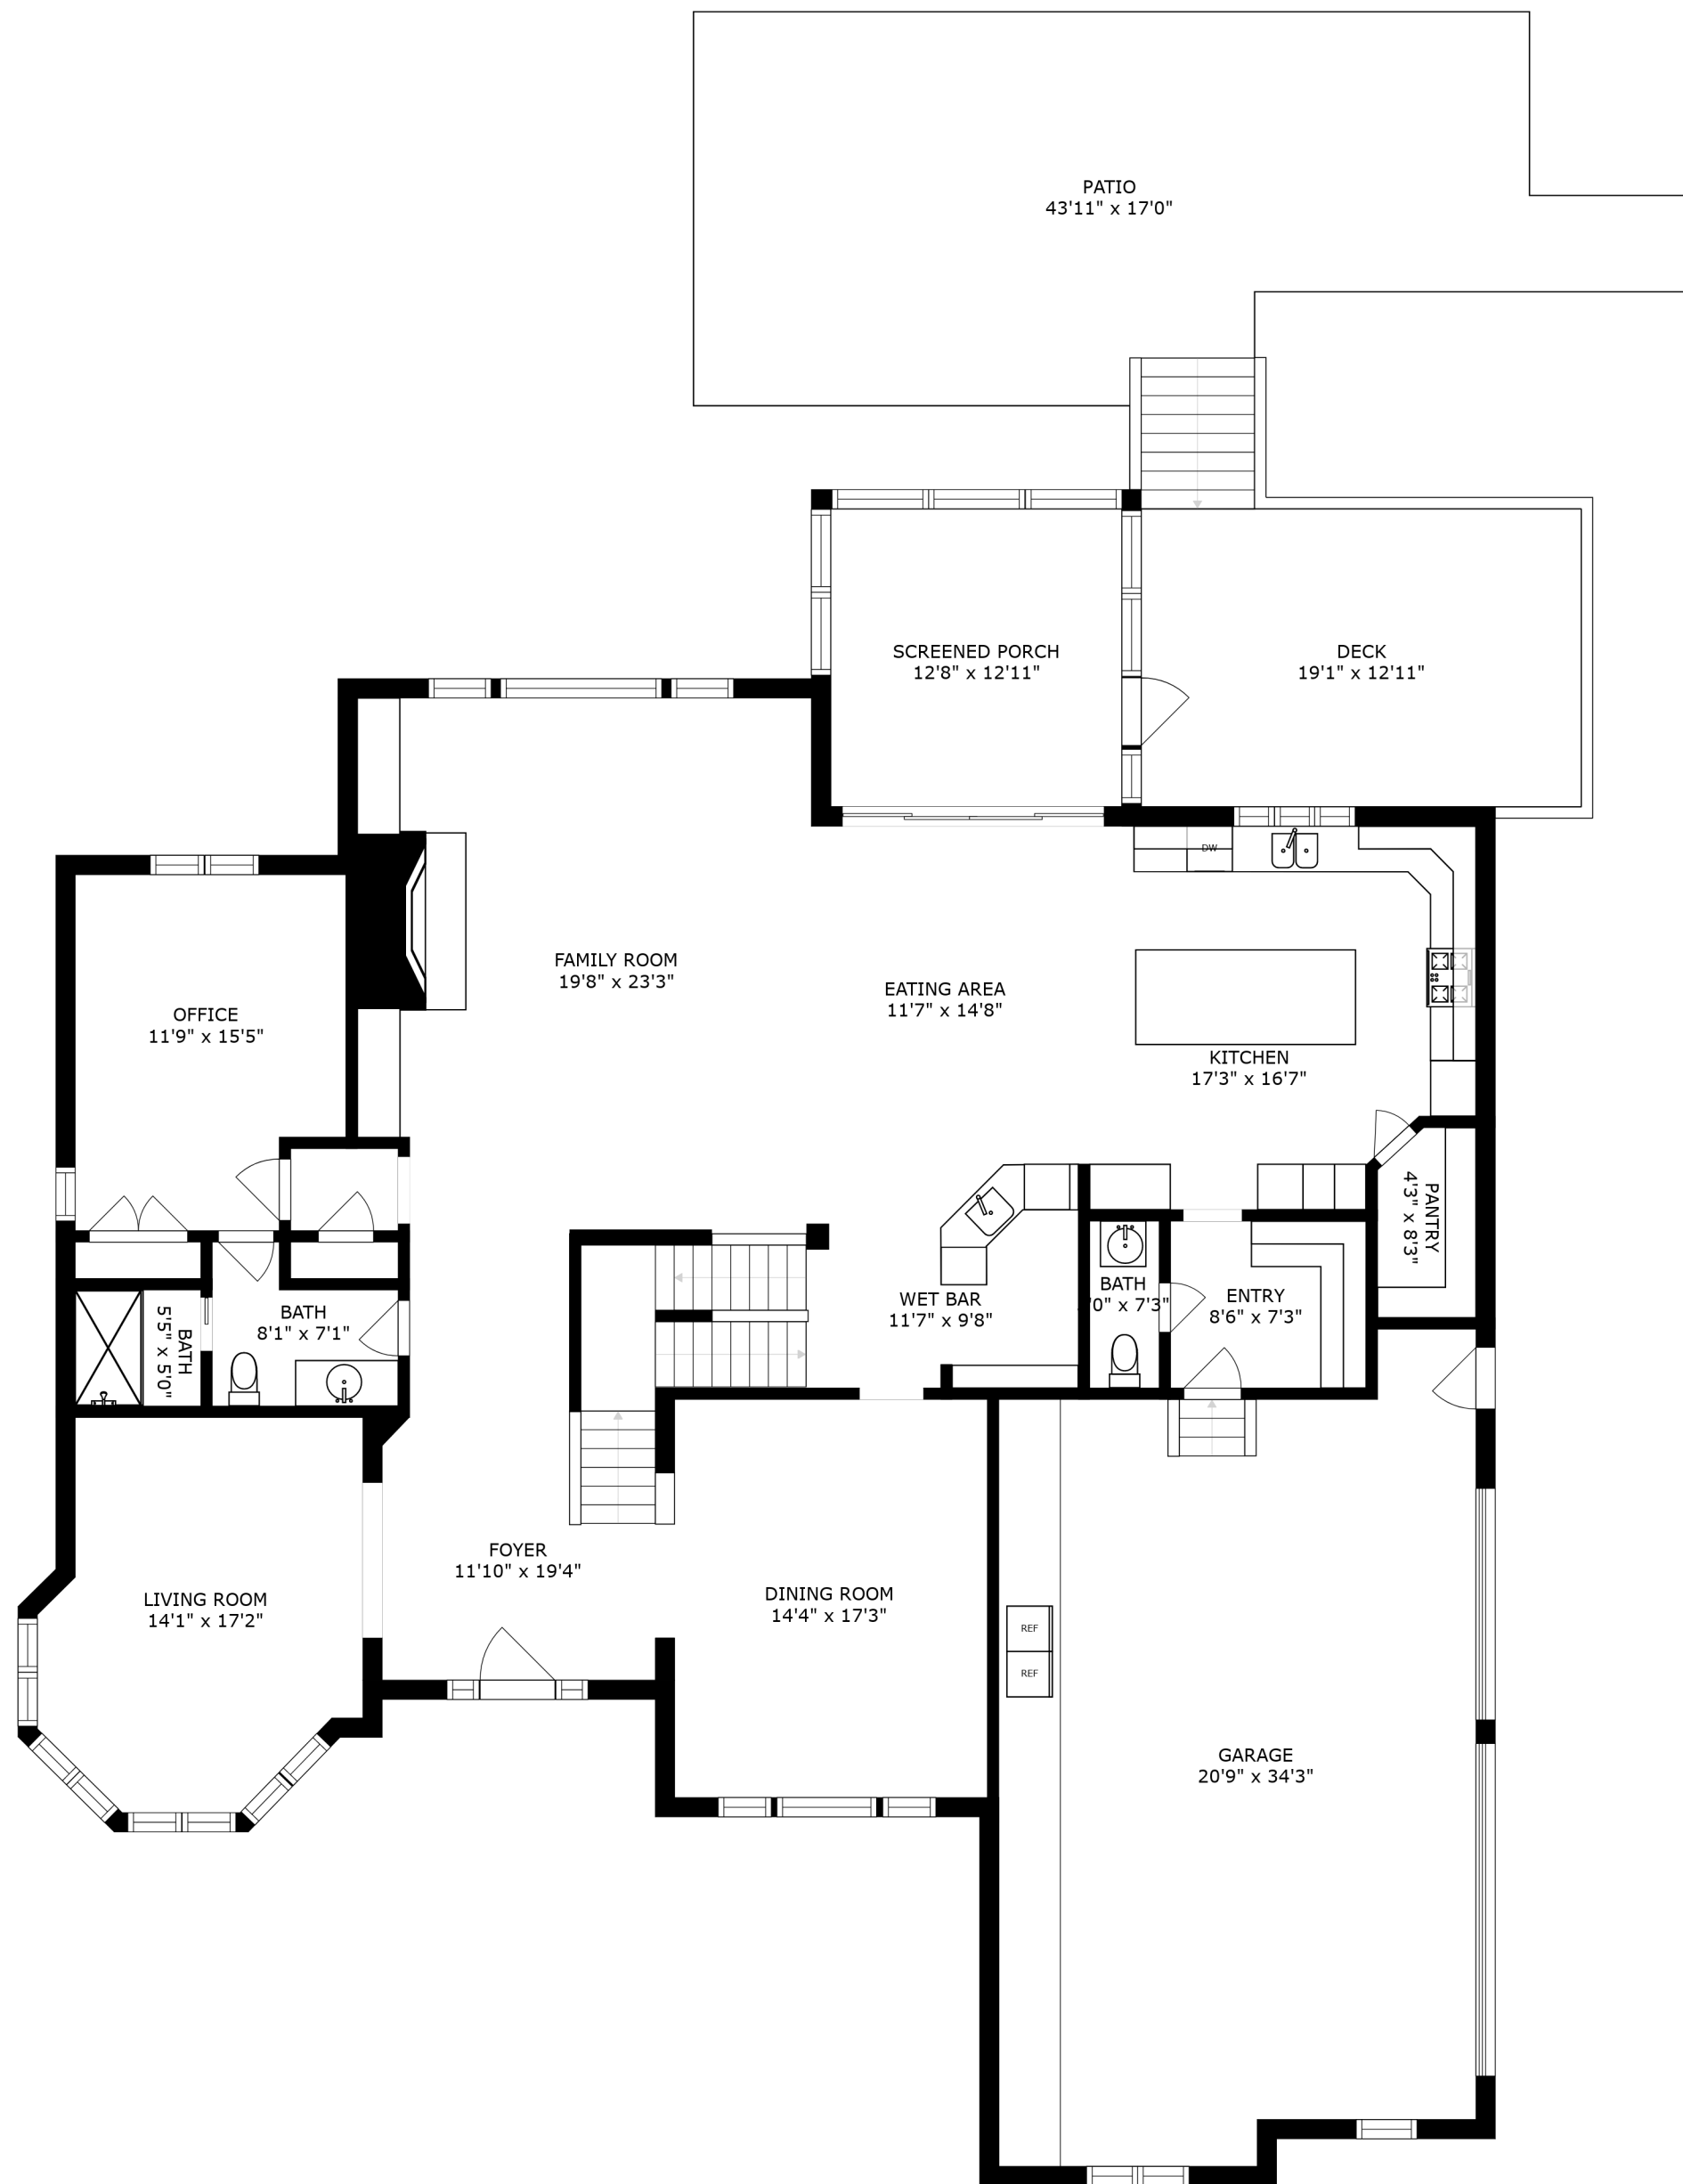 PATIO
43'11" x 17'0"
SCREENED PORCH
12'8" x 12'11"
DECK
19'1" x 12'11"
DW
FAMILY ROOM
19'8" x 23'3"
EATING AREA
11'7" x 14'8"
OFFICE
11'9" x 15'5"
KITCHEN
17'3" x 16'7"
PANTRY
4'3" x 8'3"
BATH
8'1" x 7'1"
BATH
5'5" x 5'0"
WET BAR
11'7" x 9'8"
BATH
'0" x 7'3"
ENTRY
8'6" x 7'3"
FOYER
11'10" x 19'4"
LIVING ROOM
14'1" x 17'2"
DINING ROOM
14'4" x 17'3"
REF
REF
GARAGE
20'9" x 34'3"